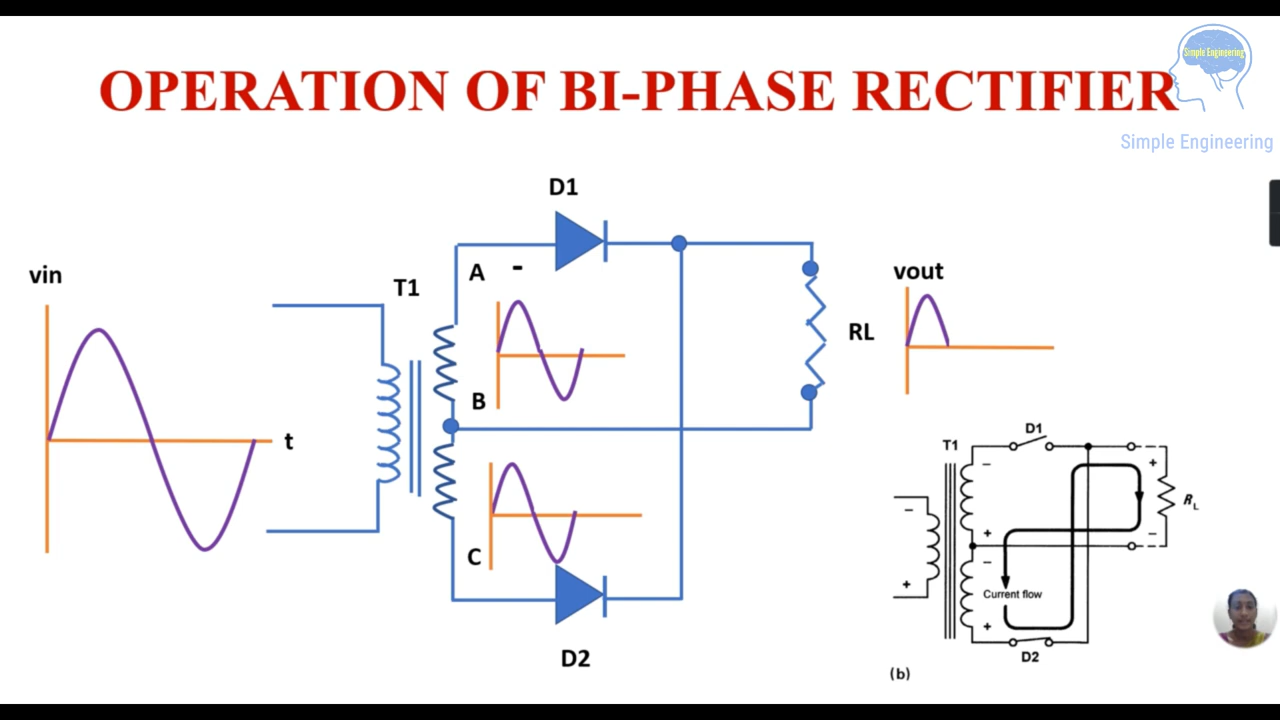 Simple Engineering
OPERATION OF BI-PHASE RECTIFIER
Simple Engineering
D1
vin
A -
T1
vout
RL
B
t
C
D2
D1
T1
−
+
−
R
L
+
−
−
+
Current flow
+
D2
(b)